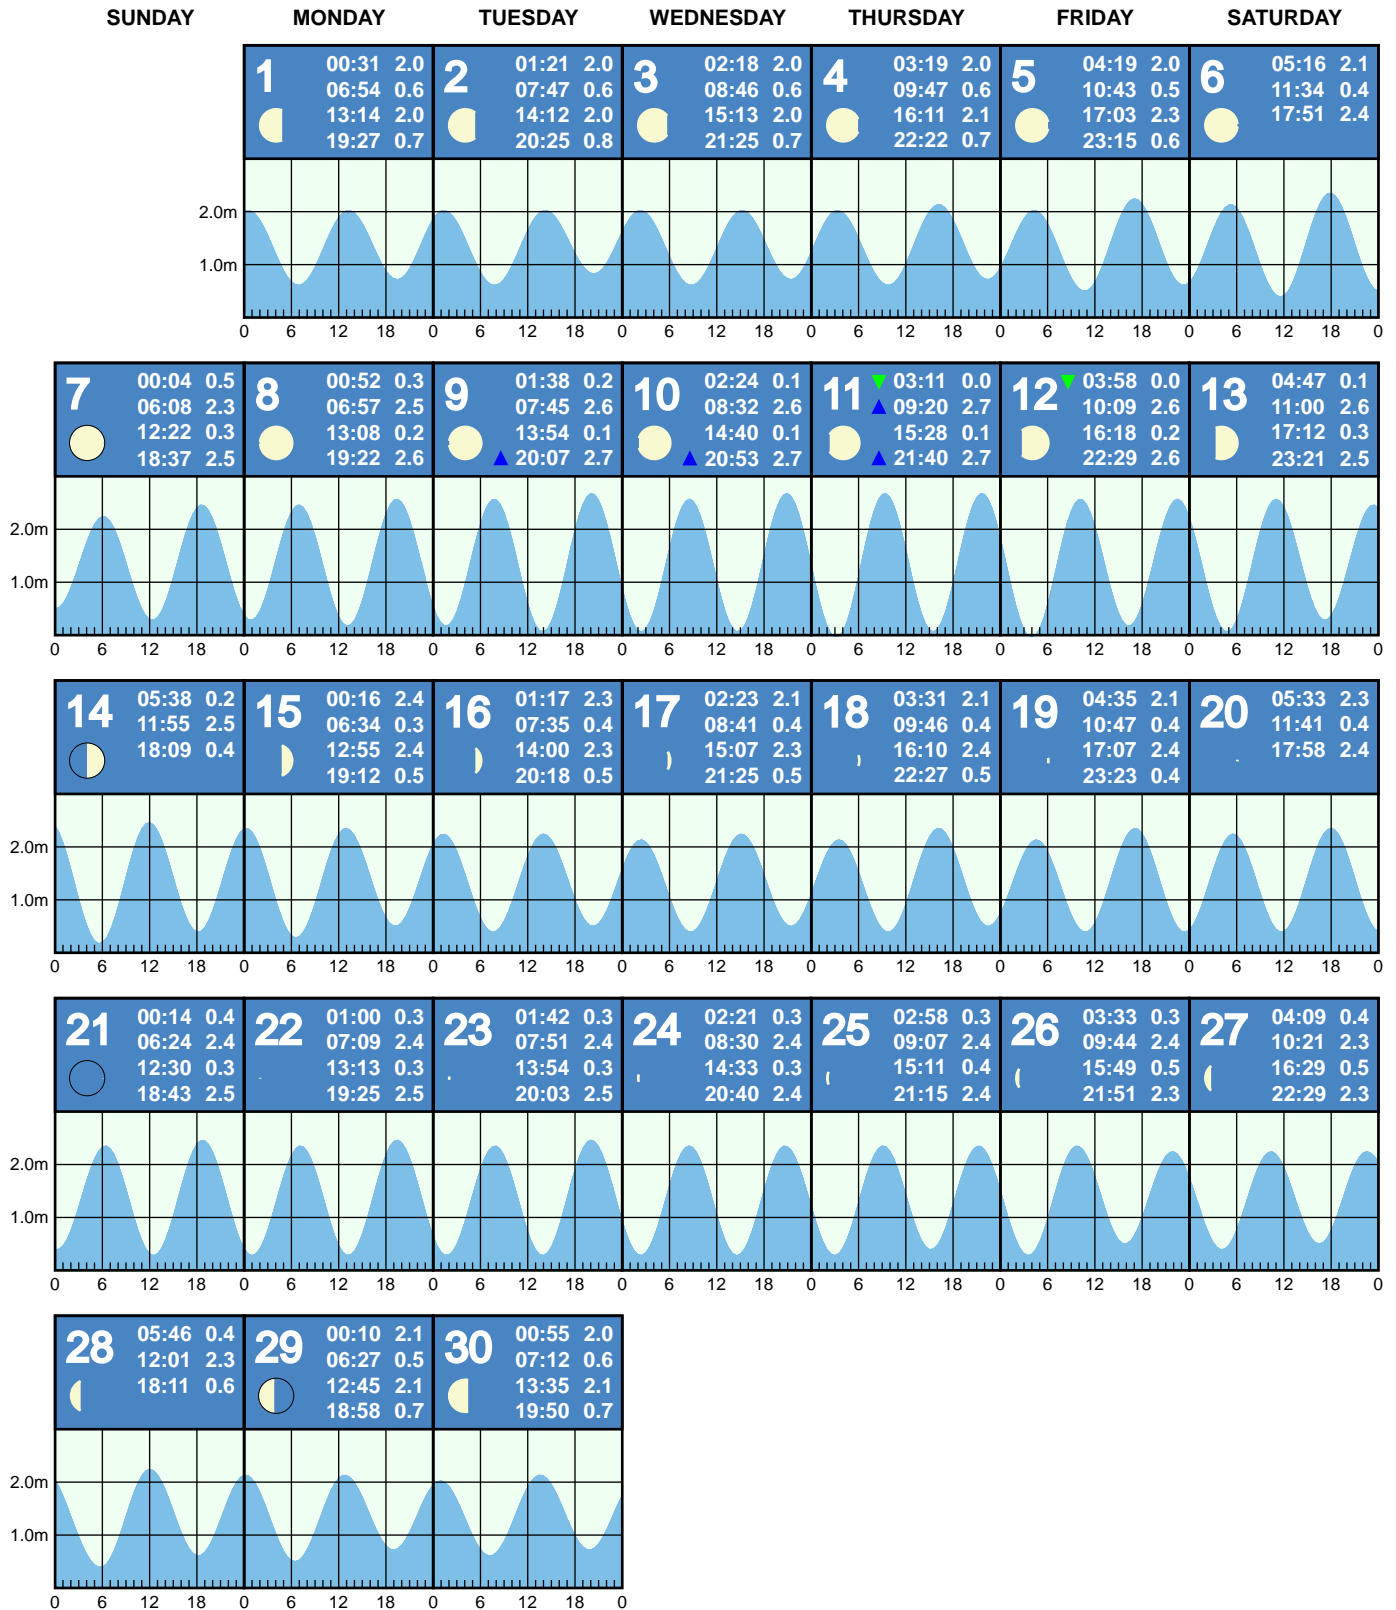 SUNDAY MONDAY TUESDAY WEDNESDAY THURSDAY FRIDAY SATURDAY
1 00:31 2.0
06:54 0.6
13:14 2.0
19:27 0.7
2 01:21 2.0
07:47 0.6
14:12 2.0
20:25 0.8
3 02:18 2.0
08:46 0.6
15:13 2.0
21:25 0.7
4 03:19 2.0
09:47 0.6
16:11 2.1
22:22 0.7
5 04:19 2.0
10:43 0.5
17:03 2.3
23:15 0.6
6 05:16 2.1
11:34 0.4
17:51 2.4
2.0m
1.0m
0 6 12 18 0 6 12 18 0 6 12 18 0 6 12 18 0 6 12 18 0 6 12 18 0
7 00:04 0.5
06:08 2.3
12:22 0.3
18:37 2.5
8 00:52 0.3
06:57 2.5
13:08 0.2
19:22 2.6
9 01:38 0.2
07:45 2.6
13:54 0.1
20:07 2.7
10 02:24 0.1
08:32 2.6
14:40 0.1
20:53 2.7
11 03:11 0.0
09:20 2.7
15:28 0.1
21:40 2.7
12 03:58 0.0
10:09 2.6
16:18 0.2
22:29 2.6
13 04:47 0.1
11:00 2.6
17:12 0.3
23:21 2.5
2.0m
1.0m
0 6 12 18 0 6 12 18 0 6 12 18 0 6 12 18 0 6 12 18 0 6 12 18 0 6 12 18 0
14 05:38 0.2
11:55 2.5
18:09 0.4
15 00:16 2.4
06:34 0.3
12:55 2.4
19:12 0.5
16 01:17 2.3
07:35 0.4
14:00 2.3
20:18 0.5
17 02:23 2.1
08:41 0.4
15:07 2.3
21:25 0.5
18 03:31 2.1
09:46 0.4
16:10 2.4
22:27 0.5
19 04:35 2.1
10:47 0.4
17:07 2.4
23:23 0.4
20 05:33 2.3
11:41 0.4
17:58 2.4
2.0m
1.0m
0 6 12 18 0 6 12 18 0 6 12 18 0 6 12 18 0 6 12 18 0 6 12 18 0 6 12 18 0
21 00:14 0.4
06:24 2.4
12:30 0.3
18:43 2.5
22 01:00 0.3
07:09 2.4
13:13 0.3
19:25 2.5
23 01:42 0.3
07:51 2.4
13:54 0.3
20:03 2.5
24 02:21 0.3
08:30 2.4
14:33 0.3
20:40 2.4
25 02:58 0.3
09:07 2.4
15:11 0.4
21:15 2.4
26 03:33 0.3
09:44 2.4
15:49 0.5
21:51 2.3
27 04:09 0.4
10:21 2.3
16:29 0.5
22:29 2.3
2.0m
1.0m
0 6 12 18 0 6 12 18 0 6 12 18 0 6 12 18 0 6 12 18 0 6 12 18 0 6 12 18 0
28 05:46 0.4
12:01 2.3
18:11 0.6
29 00:10 2.1
06:27 0.5
12:45 2.1
18:58 0.7
30 00:55 2.0
07:12 0.6
13:35 2.1
19:50 0.7
2.0m
1.0m
0 6 12 18 0 6 12 18 0 6 12 18 0